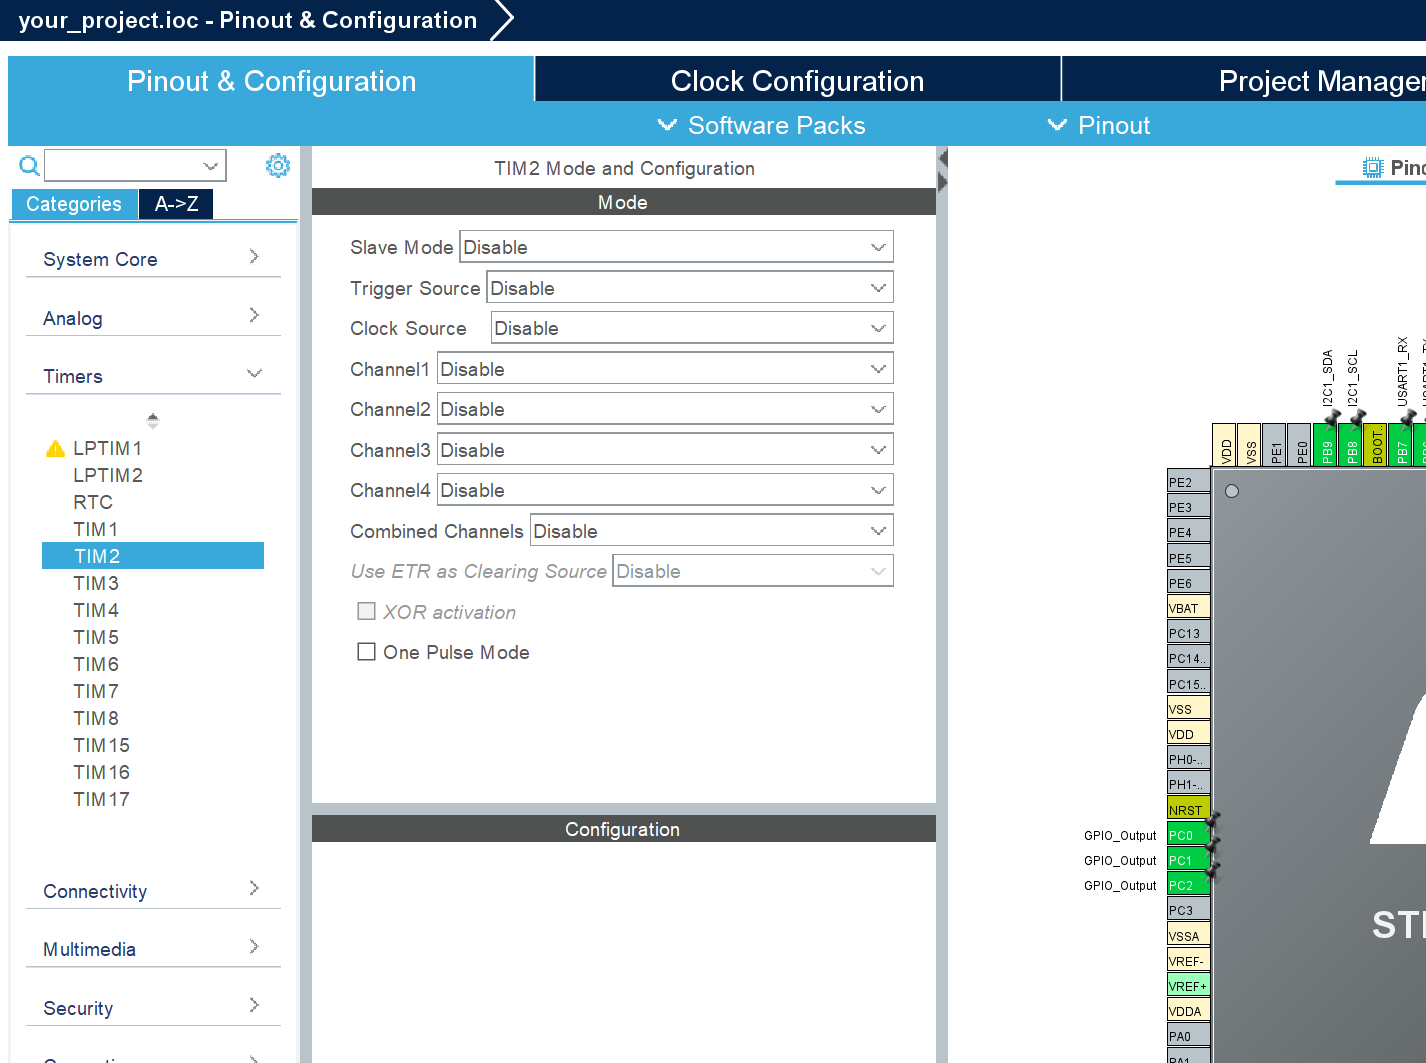 your_project.ioc - Pinout & Configuration
Pinout & Configuration
Clock Configuration
Project Manager
Software Packs
Pinout
Categories
A->Z
System Core
Analog
Timers
LPTIM1
LPTIM2
RTC
TIM1
TIM2
TIM3
TIM4
TIM5
TIM6
TIM7
TIM8
TIM15
TIM16
TIM17
Connectivity
Multimedia
Security
TIM2 Mode and Configuration
Mode
Slave Mode Disable
Trigger Source Disable
Clock Source Disable
Channel1 Disable
Channel2 Disable
Channel3 Disable
Channel4 Disable
Combined Channels Disable
Use ETR as Clearing Source Disable
XOR activation
One Pulse Mode
Configuration
I2C1_SDA
I2C1_SCL
USART1_RX
VDD
VSS
PE1
PE0
PB9
PB8
BOOT..
PB7
PE2
PE3
PE4
PE5
PE6
VBAT
PC13
PC14..
PC15..
VSS
VDD
PH0-..
PH1-..
NRST
GPIO_Output PC0
GPIO_Output PC1
GPIO_Output PC2
PC3
VSSA
VREF-
VREF+
VDDA
PA0
PA1